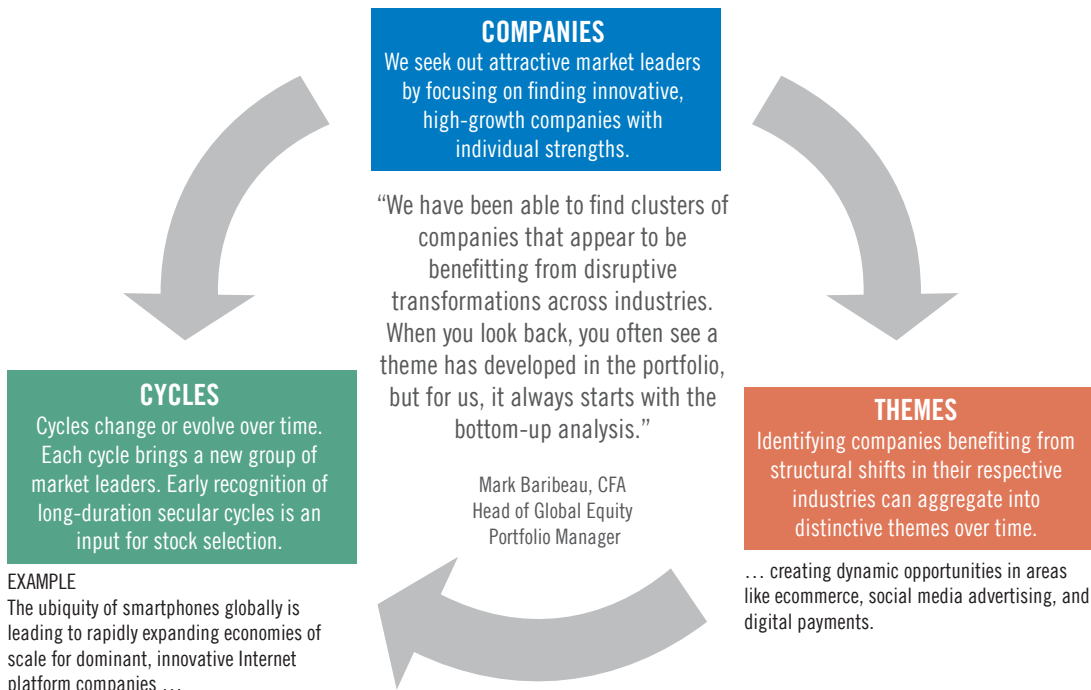 COMPANIES
We seek out attractive market leaders
by focusing on finding innovative,
high-growth companies with
individual strengths.
“We have been able to find clusters of
companies that appear to be
benefitting from disruptive
transformations across industries.
When you look back, you often see a
theme has developed in the portfolio,
but for us, it always starts with the
bottom-up analysis.”
Mark Baribeau, CFA
Head of Global Equity
Portfolio Manager
CYCLES
Cycles change or evolve over time.
Each cycle brings a new group of
market leaders. Early recognition of
long-duration secular cycles is an
input for stock selection.
EXAMPLE
The ubiquity of smartphones globally is
leading to rapidly expanding economies of
scale for dominant, innovative Internet
platform companies …
THEMES
Identifying companies benefiting from
structural shifts in their respective
industries can aggregate into
distinctive themes over time.
… creating dynamic opportunities in areas
like ecommerce, social media advertising, and
digital payments.